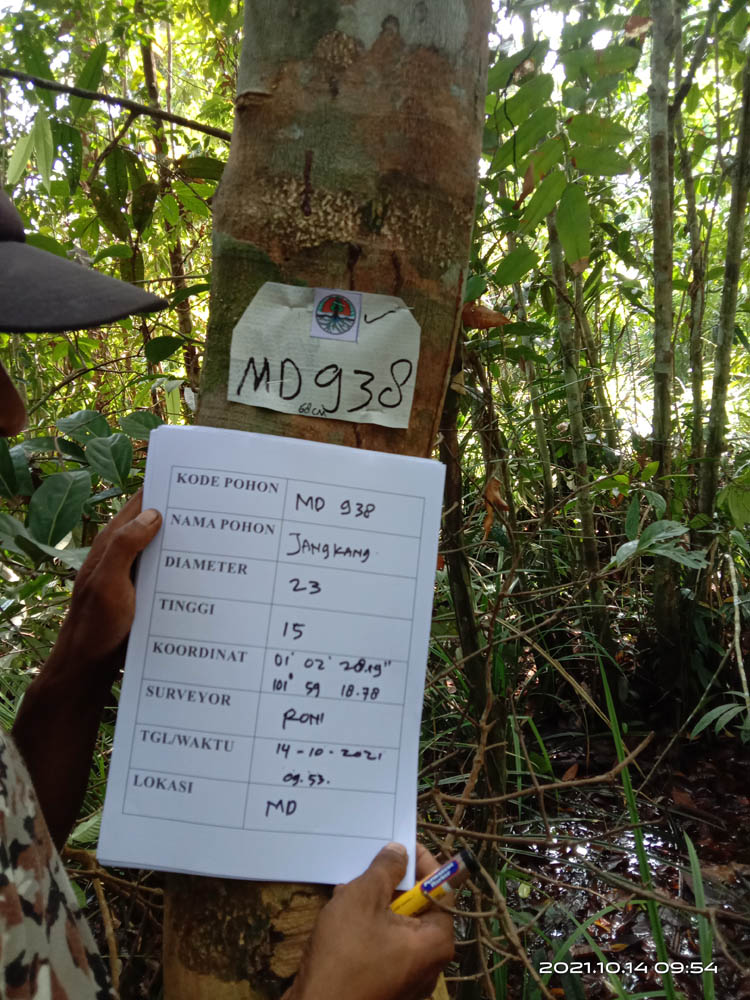 MD 938
68 CM
KODE POHON MD 938
NAMA POHON JANGKANG
DIAMETER 23
TINGGI 15
KOORDINAT 01° 02' 28.19"
101° 59 18.78
SURVEYOR RONI
TGL/WAKTU 14-10-2021
09.53.
LOKASI MD
2021.10.14 09:54